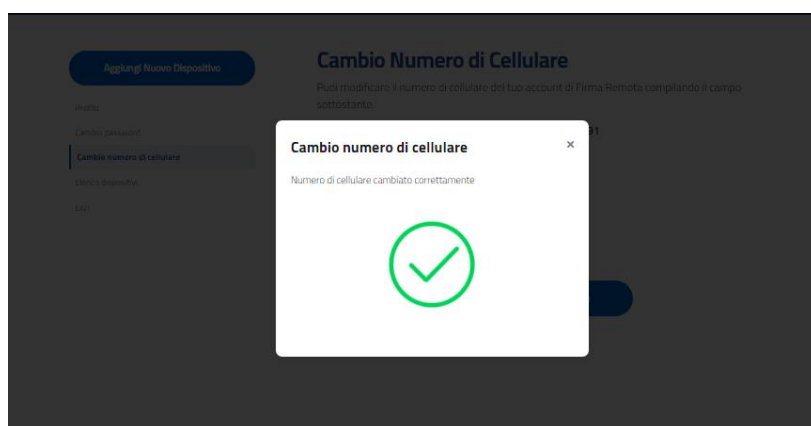 Aggiungi Nuovo Dispositivo
Profilo
Cambio password
Cambio numero di cellulare
Elenco dispositivi
Cambio Numero di Cellulare
Puoi modificare il numero di cellulare del tuo account di Firma Remota compilando il campo
sottostante.
91
Cambio numero di cellulare ×
Numero di cellulare cambiato correttamente